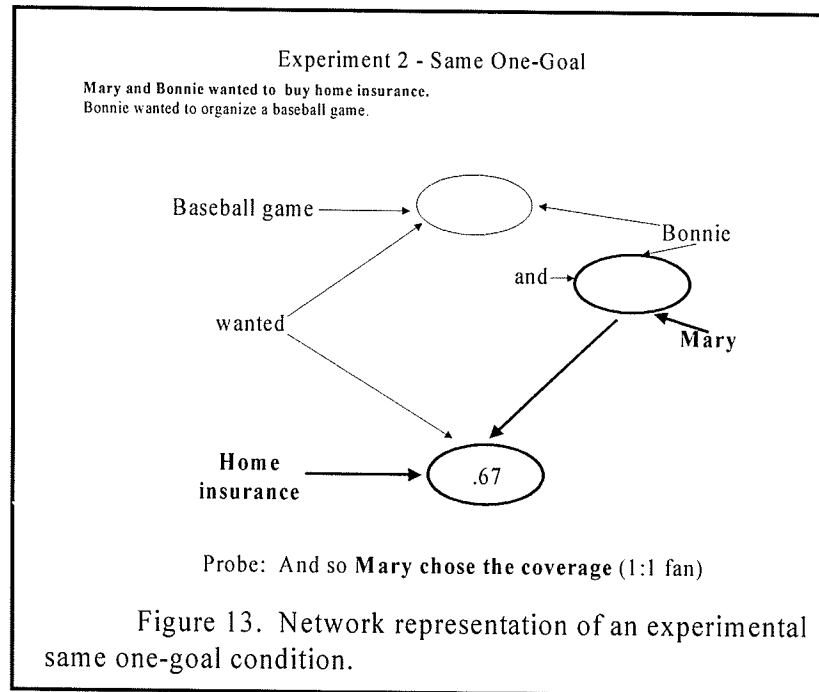 Experiment 2 - Same One-Goal
Mary and Bonnie wanted to buy home insurance.
Bonnie wanted to organize a baseball game.
Baseball game
Bonnie
and
wanted
Mary
Home
insurance
.67
Probe: And so Mary chose the coverage (1:1 fan)
Figure 13. Network representation of an experimental
same one-goal condition.